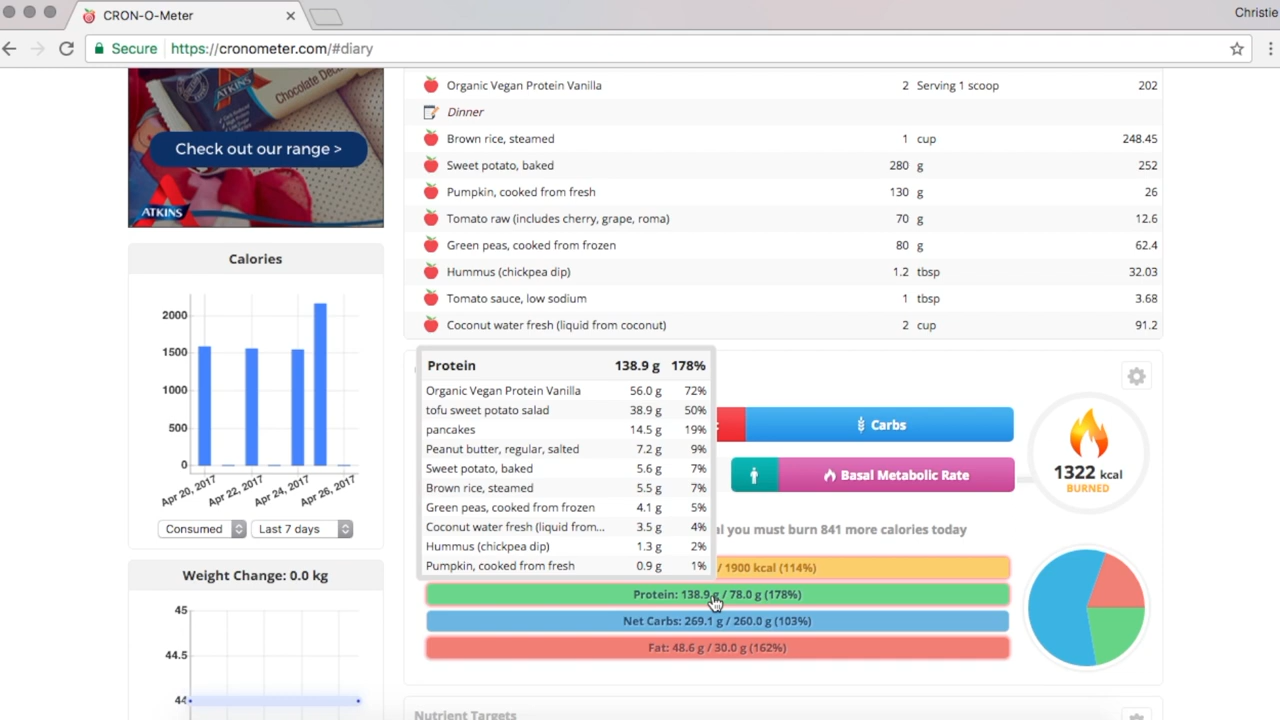 CRON-O-Meter
Christie
Secure https://cronometer.com/#diary
Chocolate Dec
Check out our range >
ATKINS
ATKINS
Organic Vegan Protein Vanilla 2 Serving 1 scoop 202
Dinner
Brown rice, steamed 1 cup 248.45
Sweet potato, baked 280 g 252
Pumpkin, cooked from fresh 130 g 26
Tomato raw (includes cherry, grape, roma) 70 g 12.6
Green peas, cooked from frozen 80 g 62.4
Hummus (chickpea dip) 1.2 tbsp 32.03
Tomato sauce, low sodium 1 tbsp 3.68
Coconut water fresh (liquid from coconut) 2 cup 91.2
Calories
2000
1500
1000
500
0
Apr 20, 2017 Apr 22, 2017 Apr 24, 2017 Apr 26, 2017
Consumed Last 7 days
Weight Change: 0.0 kg
45
44.5
44
Protein 138.9 g 178%
Organic Vegan Protein Vanilla 56.0 g 72%
tofu sweet potato salad 38.9 g 50%
pancakes 14.5 g 19%
Peanut butter, regular, salted 7.2 g 9%
Sweet potato, baked 5.6 g 7%
Brown rice, steamed 5.5 g 7%
Green peas, cooked from frozen 4.1 g 5%
Coconut water fresh (liquid from... 3.5 g 4%
Hummus (chickpea dip) 1.3 g 2%
Pumpkin, cooked from fresh 0.9 g 1%
Carbs
Basal Metabolic Rate
1322 kcal
BURNED
al you must burn 841 more calories today
/ 1900 kcal (114%)
Protein: 138.9 g / 78.0 g (178%)
Net Carbs: 269.1 g / 260.0 g (103%)
Fat: 48.6 g / 30.0 g (162%)
Nutrient Targets